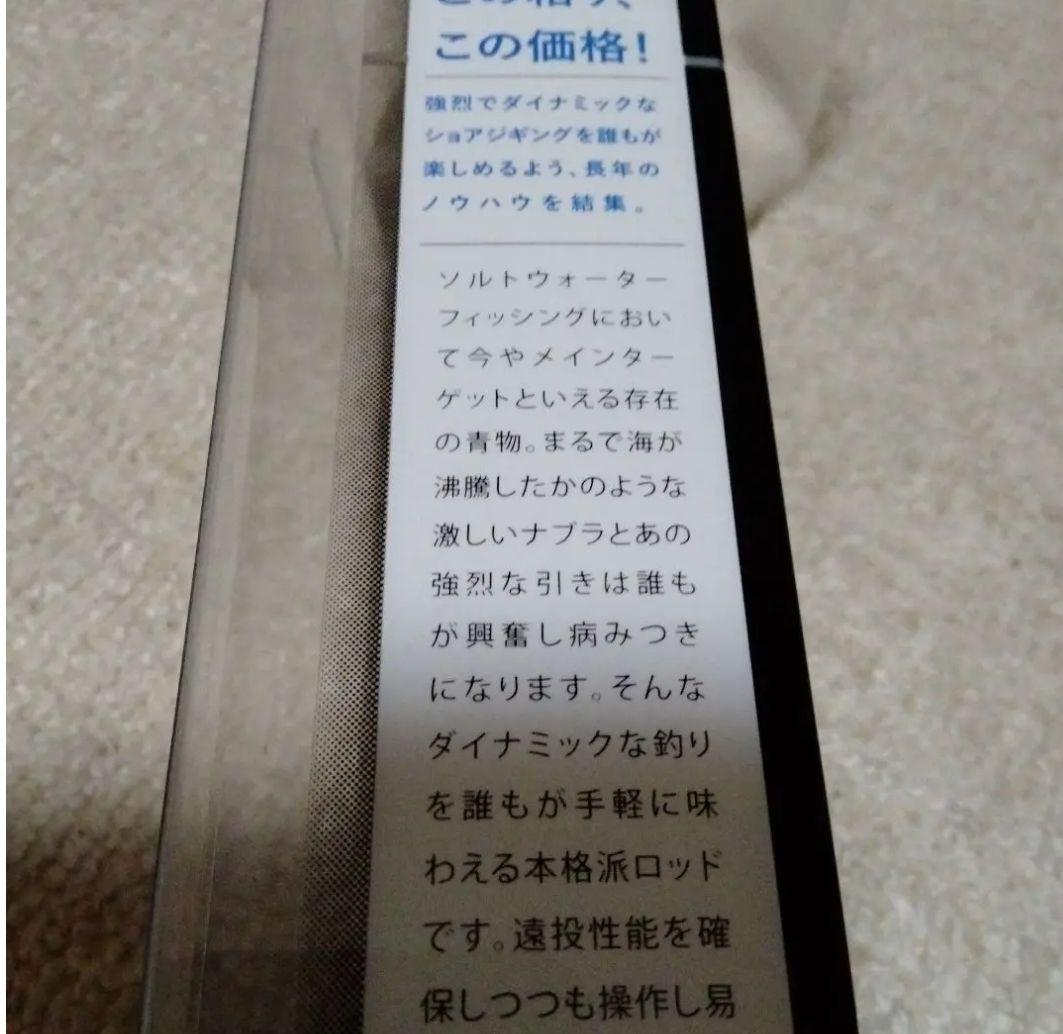 この価格!
強烈でダイナミックな
ショアジギングを誰もが
楽しめるよう、長年の
ノウハウを結集。
ソルトウォーター
フィッシングにおい
て今やメインター
ゲットといえる存在
の青物。まるで海が
沸騰したかのような
激しいナブラとあの
強烈な引きは誰も
が興奮し病みつき
になります。そんな
ダイナミックな釣り
を誰もが手軽に味
わえる本格派ロッド
です。遠投性能を確
保しつつも操作し易